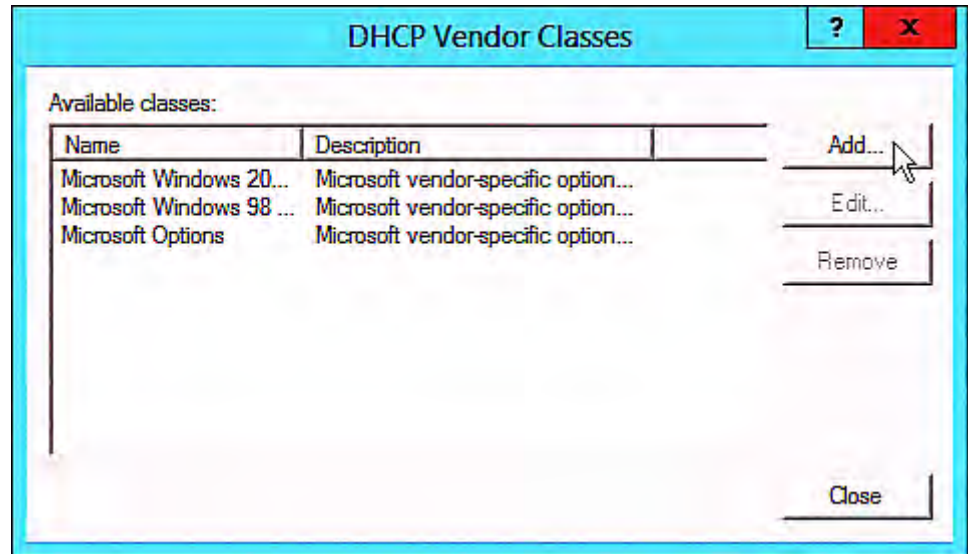 DHCP Vendor Classes
? x
Available classes:
Name Description
Add...
Microsoft Windows 20... Microsoft vendor-specific option...
Microsoft Windows 98 ... Microsoft vendor-specific option...
Edit...
Microsoft Options Microsoft vendor-specific option...
Remove
Close